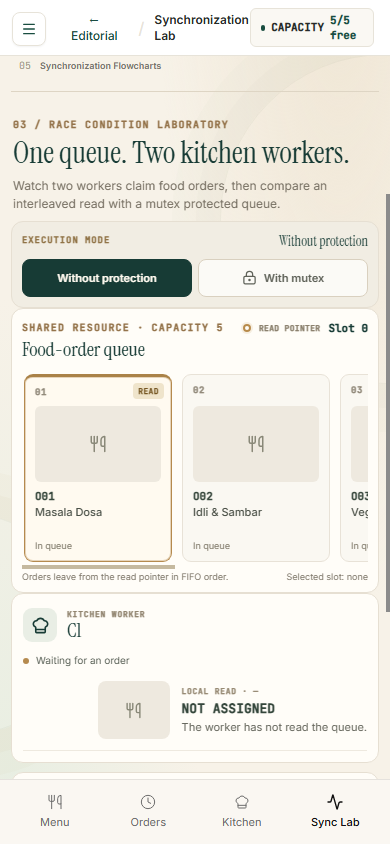 ← Editorial
/
Synchronization Lab
CAPACITY 5/5 free
05 Synchronization Flowcharts
03 / RACE CONDITION LABORATORY
One queue. Two kitchen workers.
Watch two workers claim food orders, then compare an
interleaved read with a mutex protected queue.
EXECUTION MODE
Without protection
Without protection
With mutex
SHARED RESOURCE · CAPACITY 5
READ POINTER Slot 0
Food-order queue
01 READ
001
Masala Dosa
In queue
02
002
Idli & Sambar
In queue
03
003
In
Orders leave from the read pointer in FIFO order.
Selected slot: none
KITCHEN WORKER
C1
Waiting for an order
LOCAL READ · —
NOT ASSIGNED
The worker has not read the queue.
Menu
Orders
Kitchen
Sync Lab